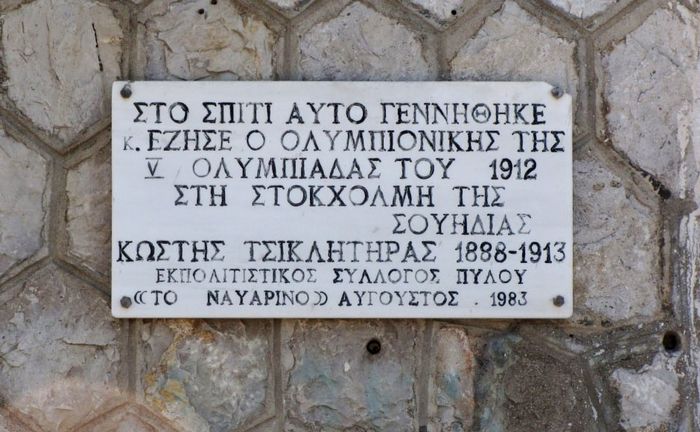 ΣΤΟ ΣΠΙΤΙ ΑΥΤΟ ΓΕΝΝΗΘΗΚΕ
κ. ΕΖΗΣΕ Ο ΟΛΥΜΠΙΟΝΙΚΗΣ ΤΗΣ
V ΟΛΥΜΠΙΑΔΑΣ ΤΟΥ 1912
ΣΤΗ ΣΤΟΚΧΟΛΜΗ ΤΗΣ
ΣΟΥΗΔΙΑΣ
ΚΩΣΤΗΣ ΤΣΙΚΛΗΤΗΡΑΣ 1888-1913
ΕΚΠΟΛΙΤΙΣΤΙΚΟΣ ΣΥΛΛΟΓΟΣ ΠΥΛΟΥ
«ΤΟ ΝΑΥΑΡΙΝΟ» ΑΥΓΟΥΣΤΟΣ . 1983